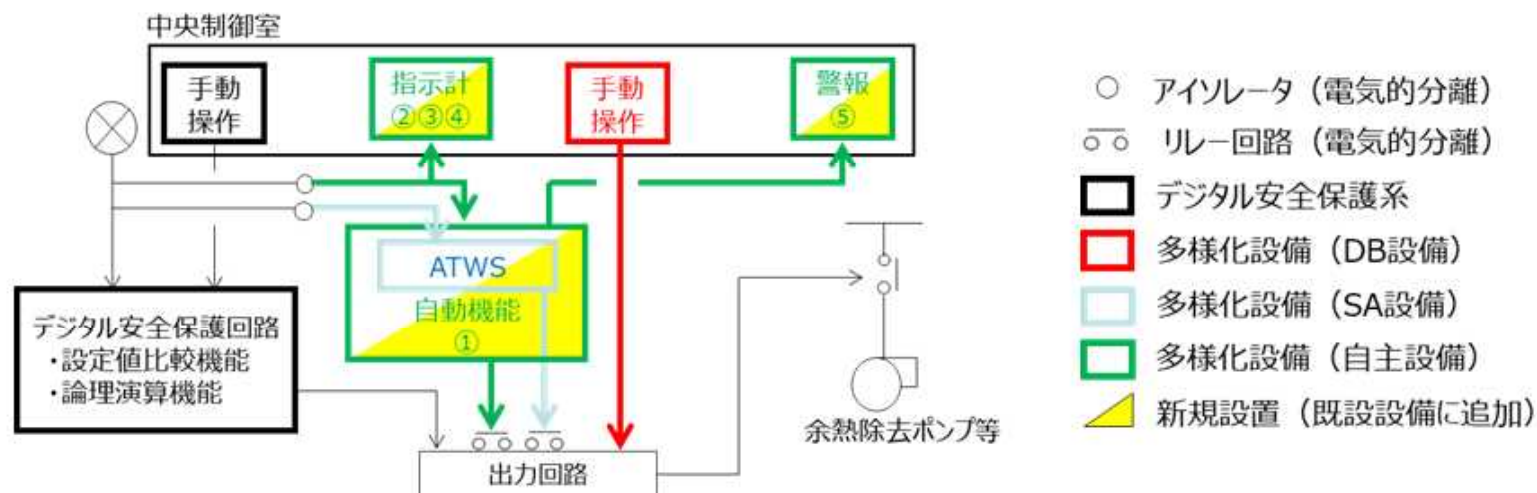 中央制御室
手動
操作
指示計
②③④
手動
操作
警報
⑤
ATWS
自動機能
①
デジタル安全保護回路
・設定値比較機能
・論理演算機能
出力回路
余熱除去ポンプ等
アイソレータ（電気的分離）
リレー回路（電気的分離）
デジタル安全保護系
多様化設備（DB設備）
多様化設備（SA設備）
多様化設備（自主設備）
新規設置（既設設備に追加）